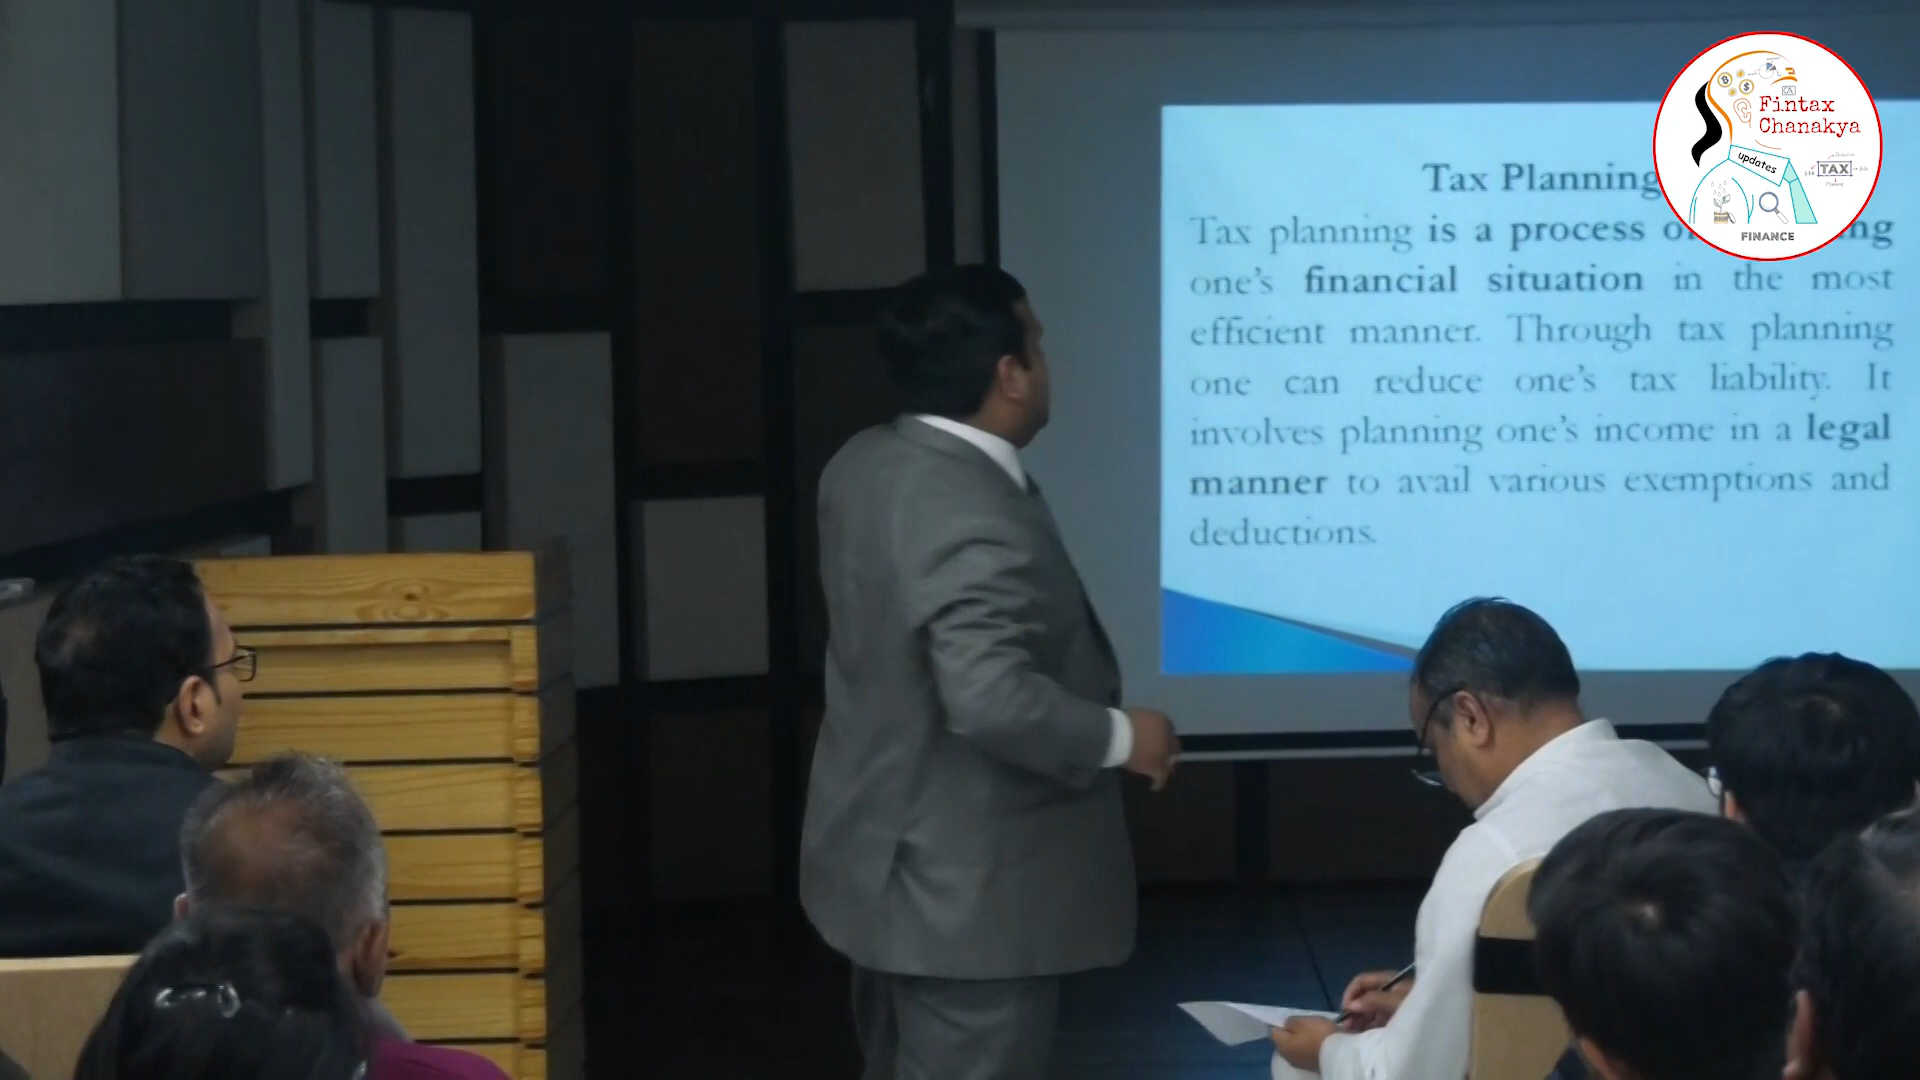 Tax Planning
Tax planning is a process of
one's financial situation in the most
efficient manner. Through tax planning
one can reduce one's tax liability. It
involves planning one's income in a legal
manner to avail various exemptions and
deductions.
Fintax
Chanakya
updates
TAX
FINANCE